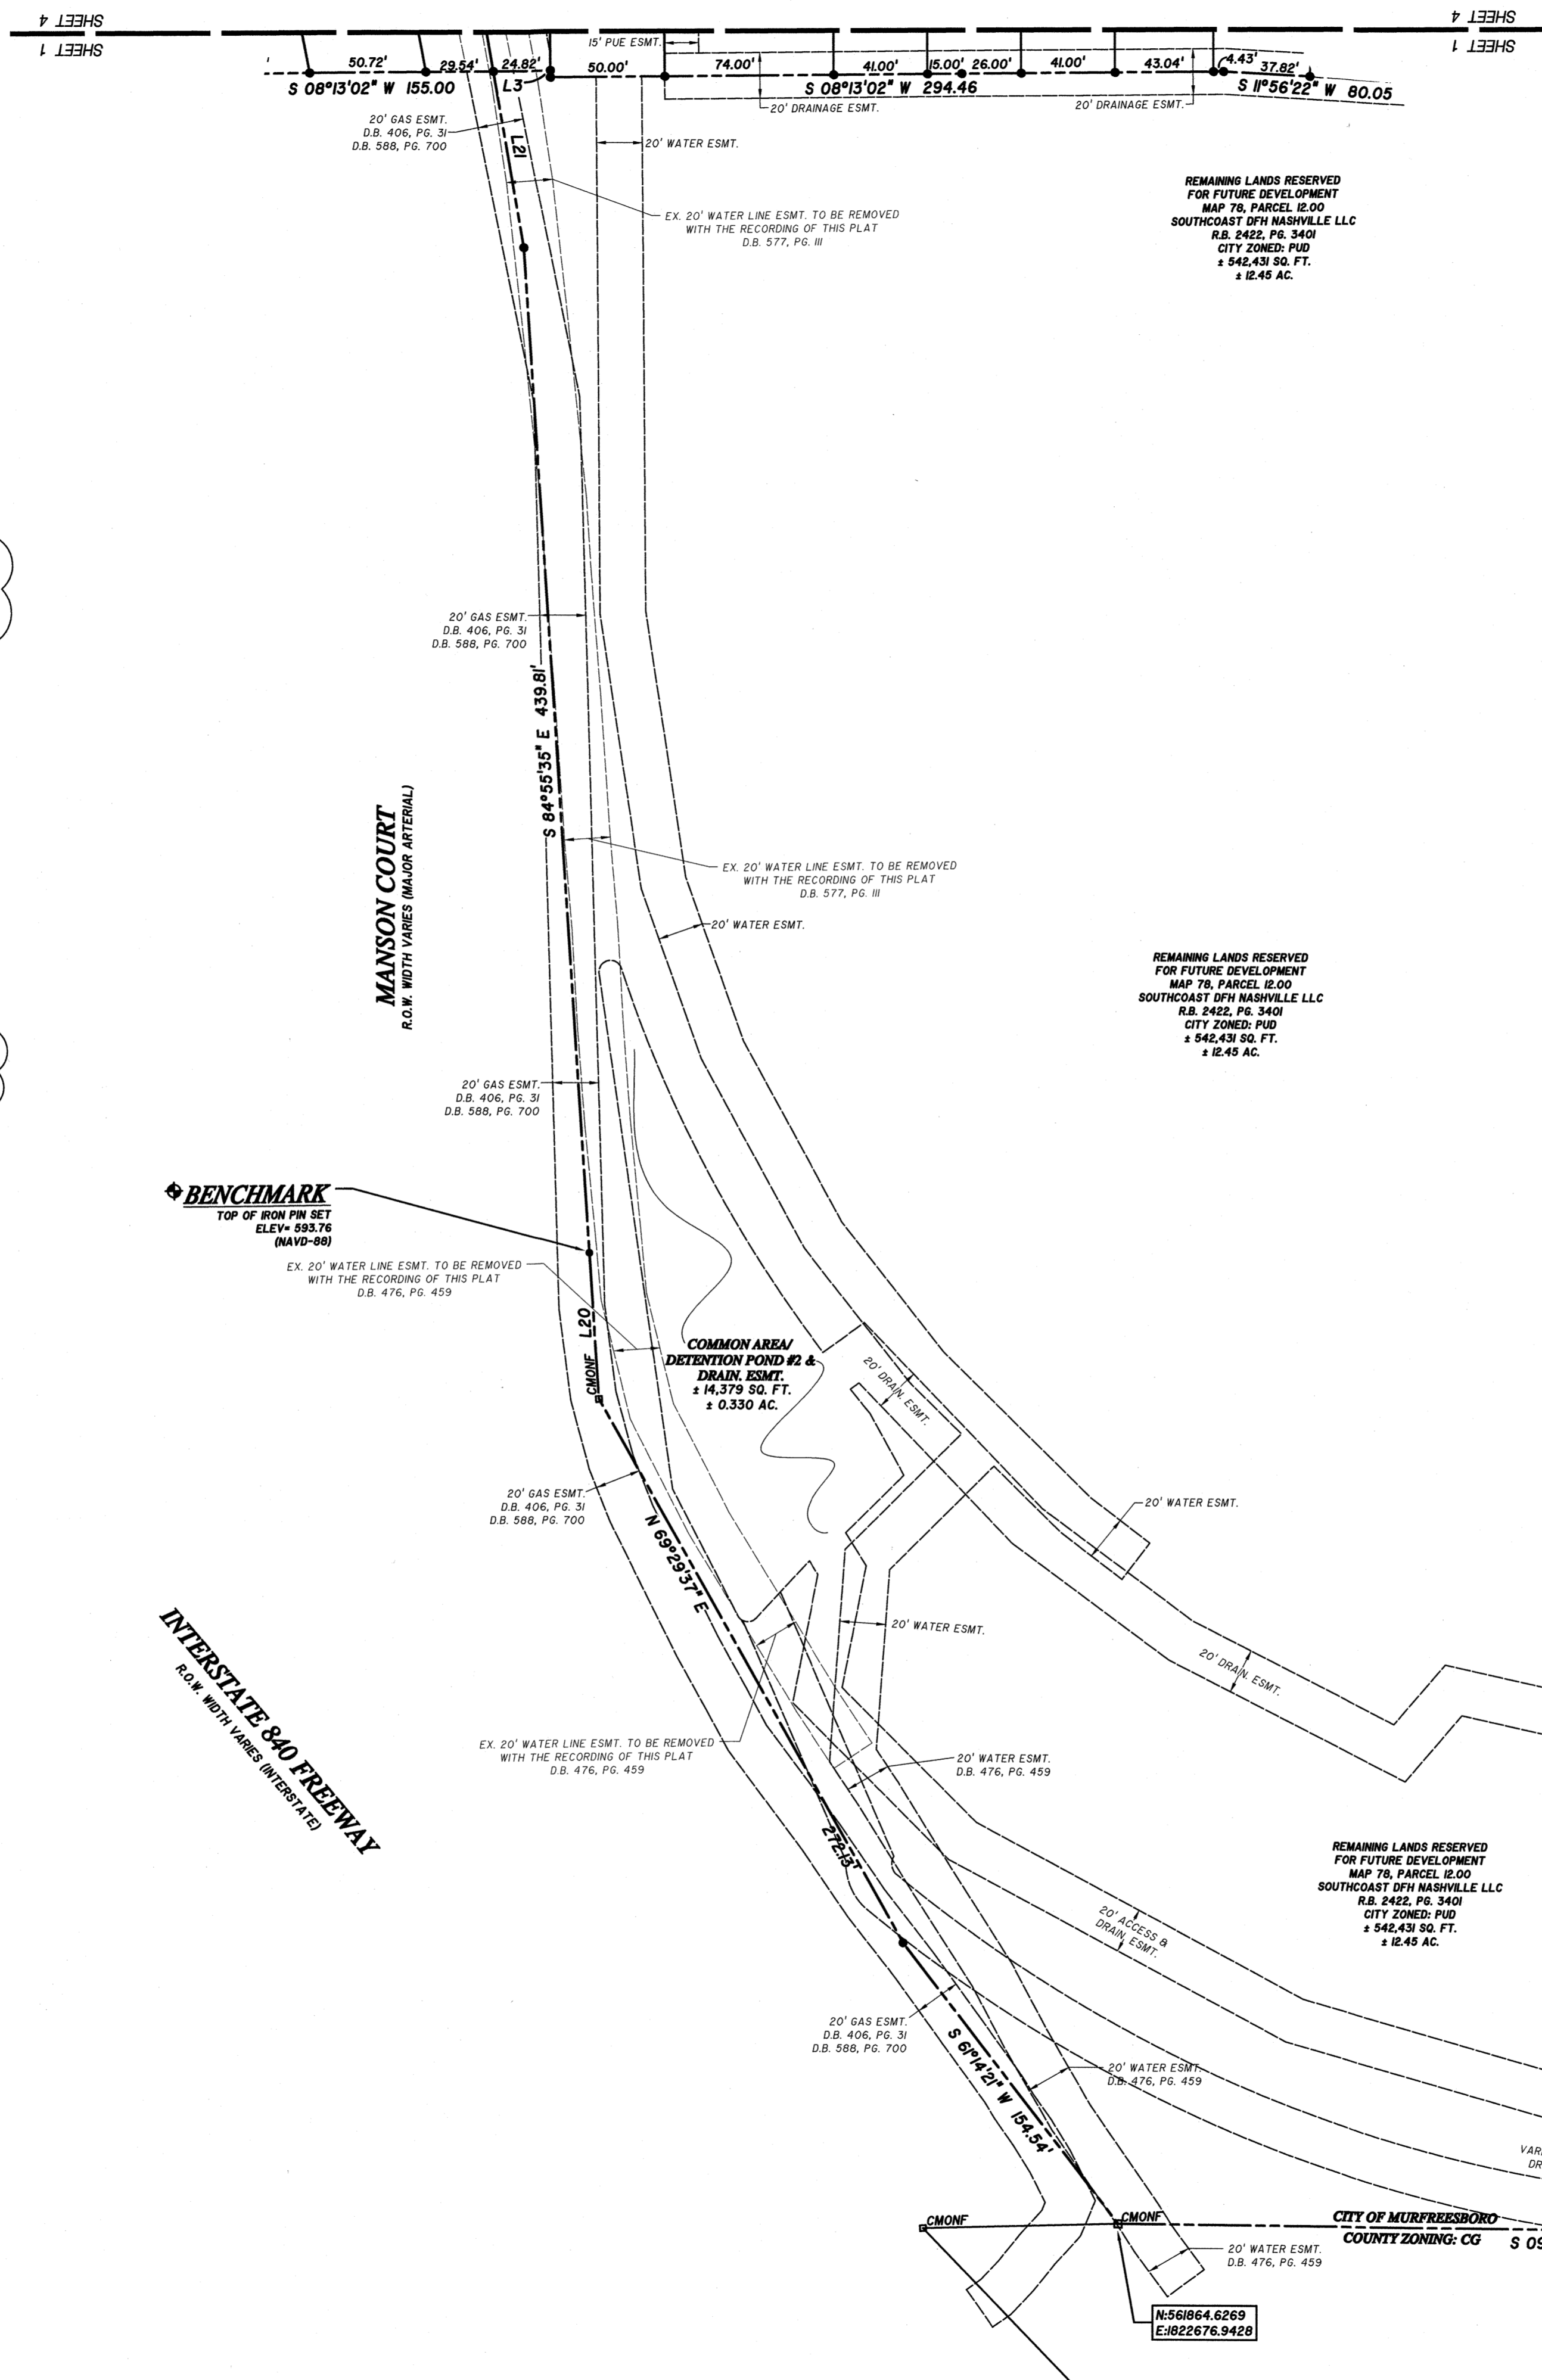 SHEET 4
SHEET 1
SHEET 4
SHEET 1
15' PUE ESMT.
50.72'
29.54'
24.82'
50.00'
74.00'
41.00'
15.00'
26.00'
41.00'
43.04'
4.43'
37.82'
S 08°13'02" W 155.00
L3
S 08°13'02" W 294.46
S 11°56'22" W 80.05
20' DRAINAGE ESMT.
20' DRAINAGE ESMT.
20' GAS ESMT.
D.B. 406, PG. 31
D.B. 588, PG. 700
L21
20' WATER ESMT.
REMAINING LANDS RESERVED
FOR FUTURE DEVELOPMENT
MAP 78, PARCEL 12.00
SOUTHCOAST DFH NASHVILLE LLC
R.B. 2422, PG. 3401
CITY ZONED: PUD
± 542,431 SQ. FT.
± 12.45 AC.
EX. 20' WATER LINE ESMT. TO BE REMOVED
WITH THE RECORDING OF THIS PLAT
D.B. 577, PG. 111
20' GAS ESMT.
D.B. 406, PG. 31
D.B. 588, PG. 700
S 84°55'35" E 439.81'
MANSON COURT
R.O.W. WIDTH VARIES (MAJOR ARTERIAL)
EX. 20' WATER LINE ESMT. TO BE REMOVED
WITH THE RECORDING OF THIS PLAT
D.B. 577, PG. 111
20' WATER ESMT.
REMAINING LANDS RESERVED
FOR FUTURE DEVELOPMENT
MAP 78, PARCEL 12.00
SOUTHCOAST DFH NASHVILLE LLC
R.B. 2422, PG. 3401
CITY ZONED: PUD
± 542,431 SQ. FT.
± 12.45 AC.
20' GAS ESMT.
D.B. 406, PG. 31
D.B. 588, PG. 700
BENCHMARK
TOP OF IRON PIN SET
ELEV= 593.76
(NAVD-88)
EX. 20' WATER LINE ESMT. TO BE REMOVED
WITH THE RECORDING OF THIS PLAT
D.B. 476, PG. 459
L20
CMONF
COMMON AREA/
DETENTION POND #2 &
DRAIN. ESMT.
± 14,379 SQ. FT.
± 0.330 AC.
20' DRAIN. ESMT.
20' GAS ESMT.
D.B. 406, PG. 31
D.B. 588, PG. 700
20' WATER ESMT.
N 69°29'37" E
272.13'
20' WATER ESMT.
20' DRAIN. ESMT.
INTERSTATE 840 FREEWAY
R.O.W. WIDTH VARIES (INTERSTATE)
EX. 20' WATER LINE ESMT. TO BE REMOVED
WITH THE RECORDING OF THIS PLAT
D.B. 476, PG. 459
20' WATER ESMT.
D.B. 476, PG. 459
REMAINING LANDS RESERVED
FOR FUTURE DEVELOPMENT
MAP 78, PARCEL 12.00
SOUTHCOAST DFH NASHVILLE LLC
R.B. 2422, PG. 3401
CITY ZONED: PUD
± 542,431 SQ. FT.
± 12.45 AC.
20' ACCESS &
DRAIN. ESMT.
20' GAS ESMT.
D.B. 406, PG. 31
D.B. 588, PG. 700
S 61°14'21" W 154.54'
20' WATER ESMT.
D.B. 476, PG. 459
CMONF
CMONF
CITY OF MURFREESBORO
COUNTY ZONING: CG
S 09
20' WATER ESMT.
D.B. 476, PG. 459
N:561864.6269
E:1822676.9428